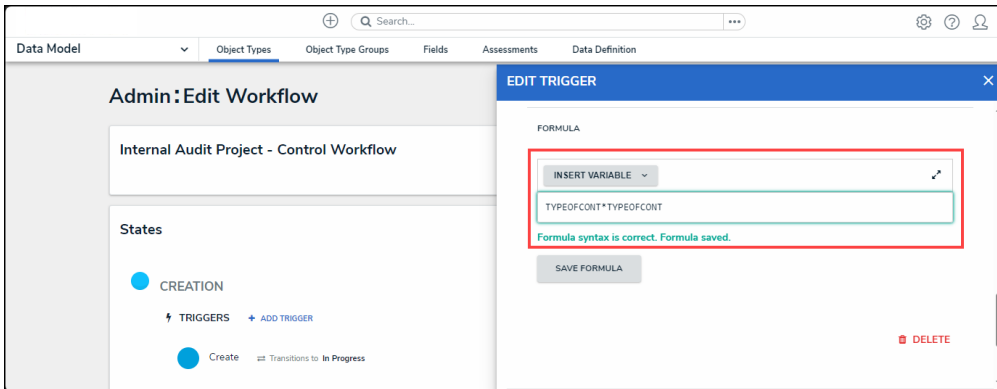 Search...
Data Model
Object Types
Object Type Groups
Fields
Assessments
Data Definition
Admin:Edit Workflow
Internal Audit Project - Control Workflow
States
CREATION
TRIGGERS + ADD TRIGGER
Create Transitions to In Progress
EDIT TRIGGER
FORMULA
INSERT VARIABLE
TYPEOFCONT*TYPEOFCONT
Formula syntax is correct. Formula saved.
SAVE FORMULA
DELETE